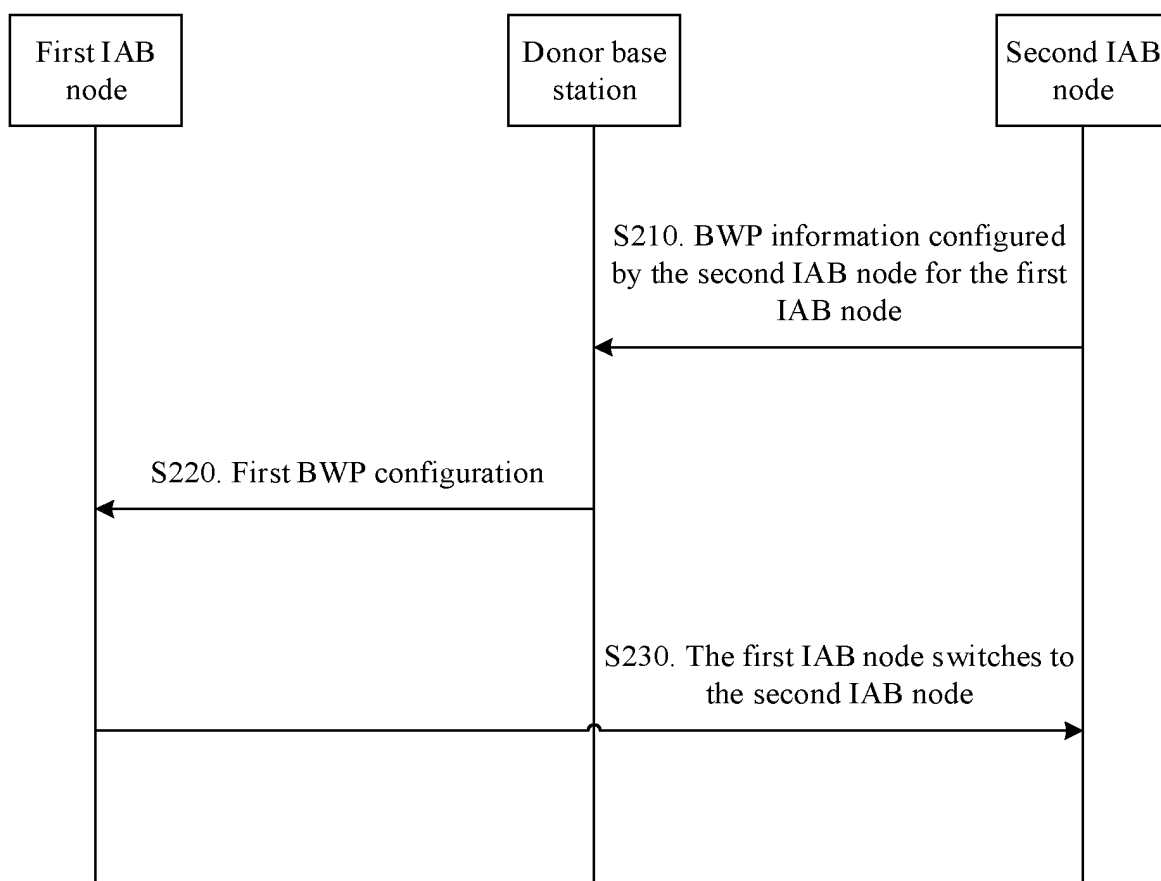 First IAB
node
Donor base
station
Second IAB
node
S210. BWP information configured
by the second IAB node for the first
IAB node
S220. First BWP configuration
S230. The first IAB node switches to
the second IAB node